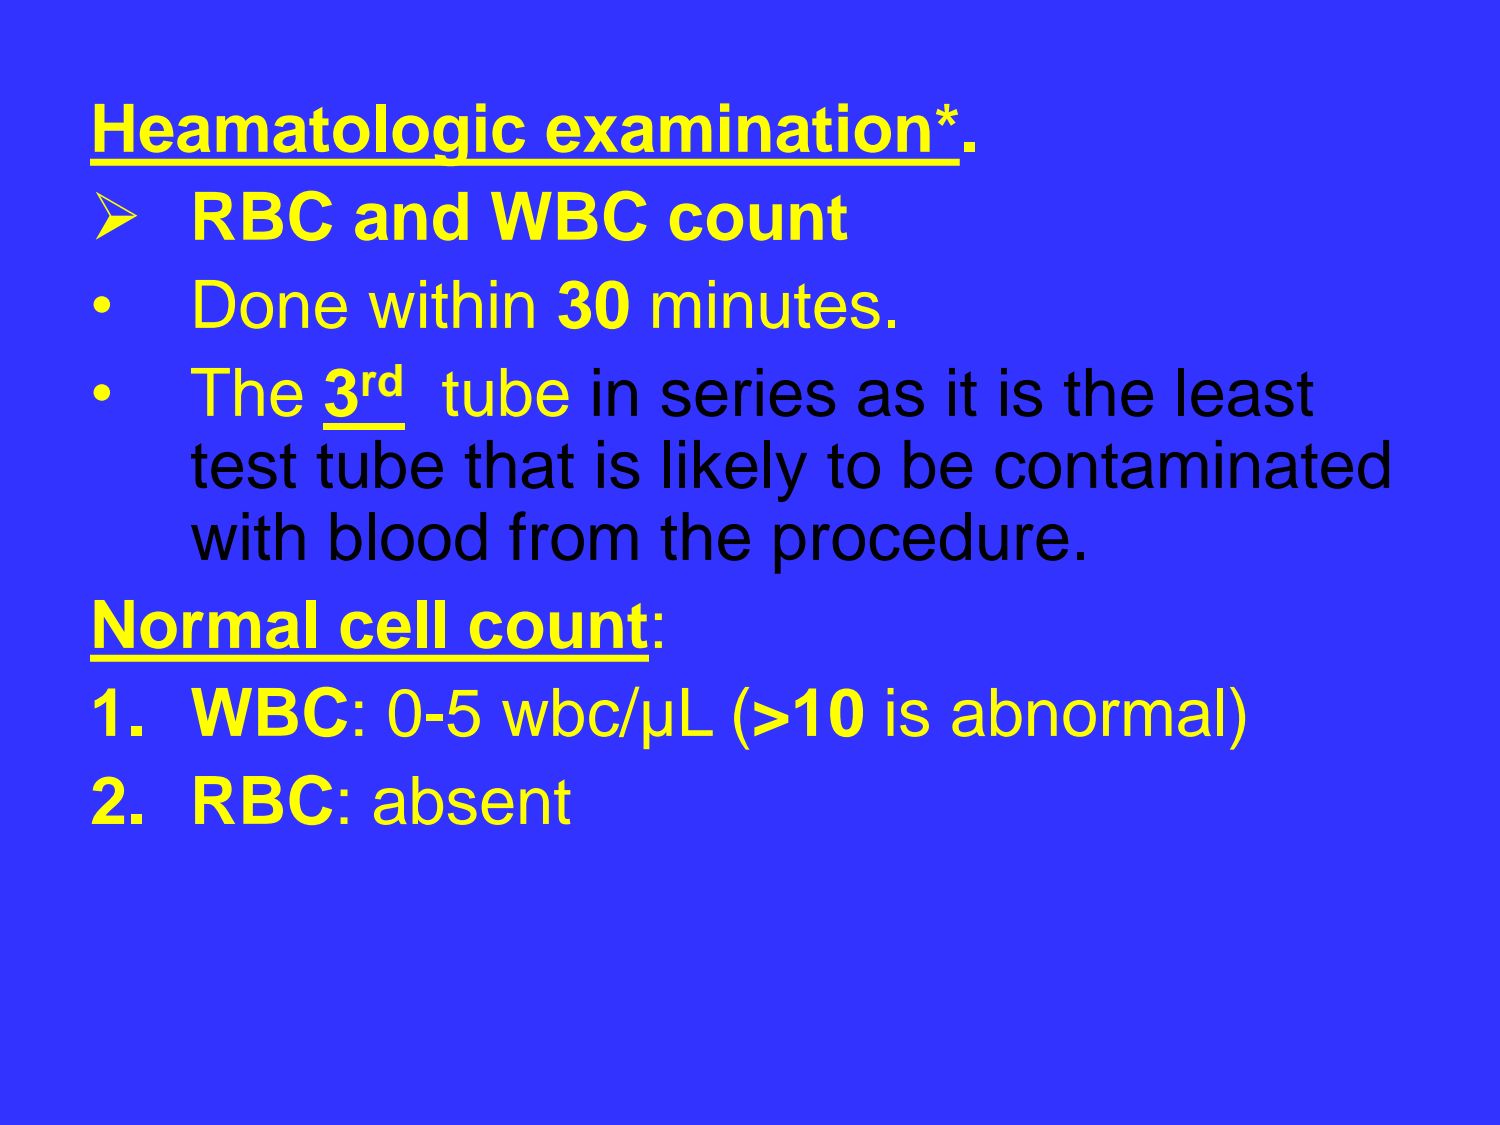 Heamatologic examination*.
➢ RBC and WBC count
• Done within 30 minutes.
• The 3rd tube in series as it is the least
test tube that is likely to be contaminated
with blood from the procedure.
Normal cell count:
1. WBC: 0-5 wbc/μL (>10 is abnormal)
2. RBC: absent